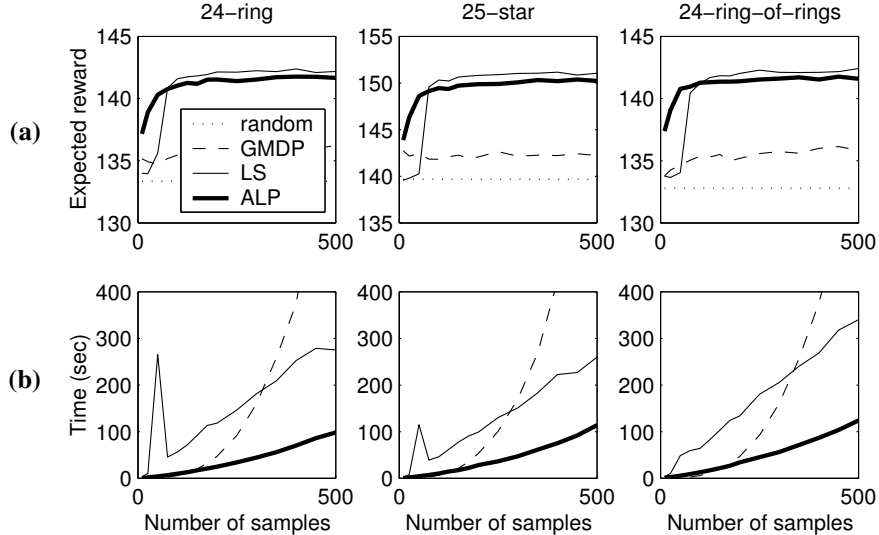 24-ring 25-star 24-ring-of-rings
(a)
Expected reward
145 155 145
140 150 140
145
135 140 135
130 135 130
random
GMDP
LS
ALP
0 500 0 500 0 500
(b)
Time (sec)
400 400 400
300 300 300
200 200 200
100 100 100
0 0 0
0 500 0 500 0 500
Number of samples Number of samples Number of samples